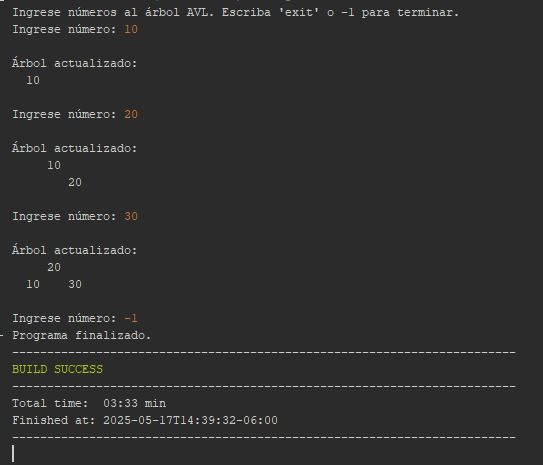 Ingrese números al árbol AVL. Escriba 'exit' o -1 para terminar.
Ingrese número: 10
Árbol actualizado:
10
Ingrese número: 20
Árbol actualizado:
10
20
Ingrese número: 30
Árbol actualizado:
20
10 30
Ingrese número: -1
Programa finalizado.
------------------------------------------------------------------------
BUILD SUCCESS
------------------------------------------------------------------------
Total time:  03:33 min
Finished at: 2025-05-17T14:39:32-06:00
------------------------------------------------------------------------